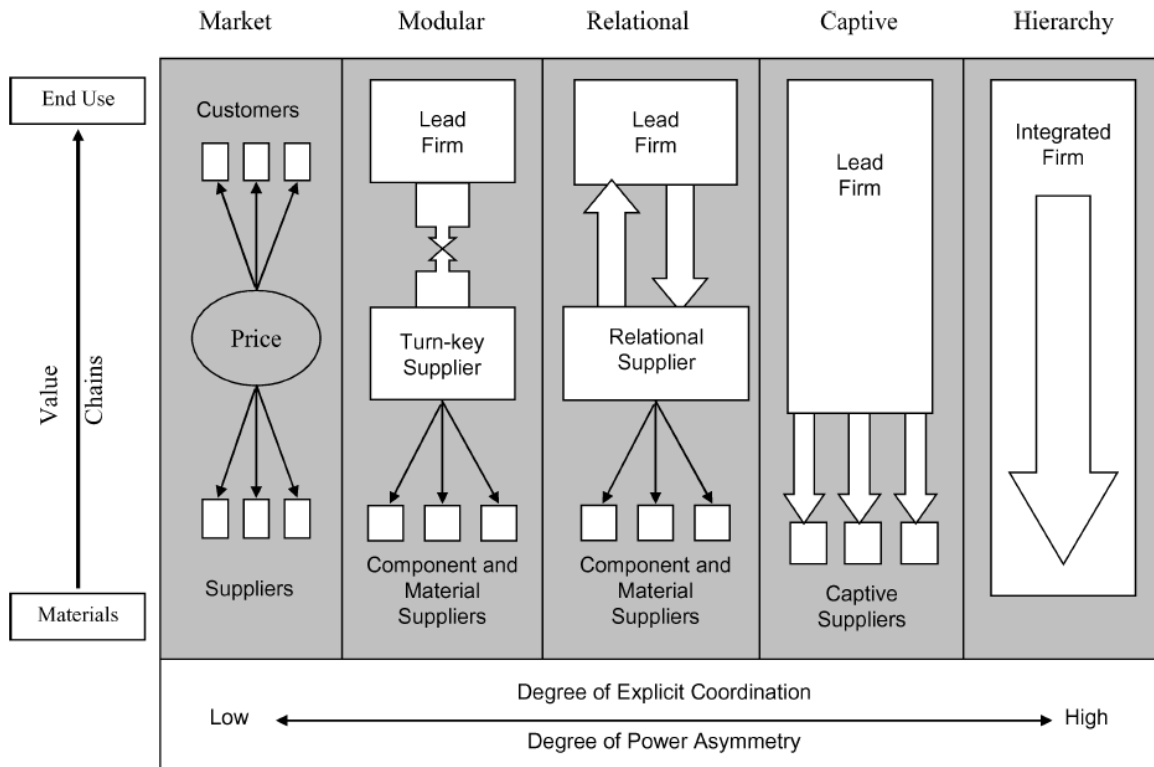 Market
Modular
Relational
Captive
Hierarchy
End Use
Value
Chains
Materials
Customers
Price
Suppliers
Lead
Firm
Turn-key
Supplier
Component and
Material
Suppliers
Lead
Firm
Relational
Supplier
Component and
Material
Suppliers
Lead
Firm
Captive
Suppliers
Integrated
Firm
Degree of Explicit Coordination
Low
High
Degree of Power Asymmetry